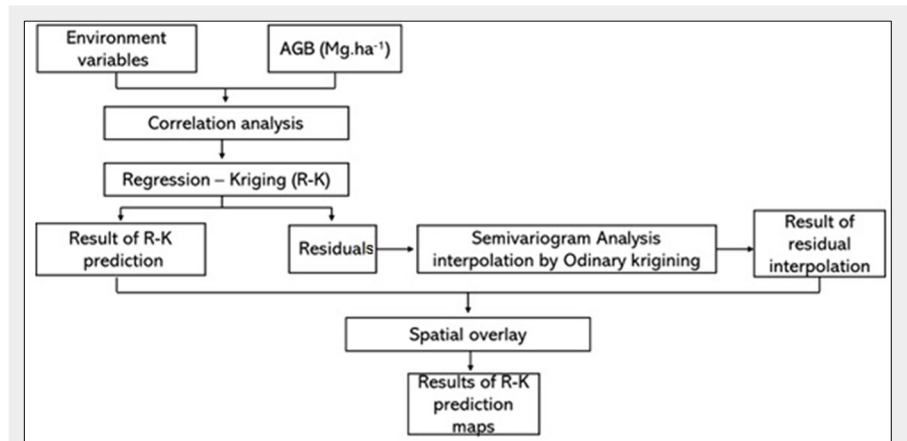 Environment
variables
AGB (Mg.ha⁻¹)
Correlation analysis
Regression – Kriging (R-K)
Result of R-K
prediction
Residuals
Semivariogram Analysis
interpolation by Odinary krigining
Result of
residual
interpolation
Spatial overlay
Results of R-K
prediction
maps